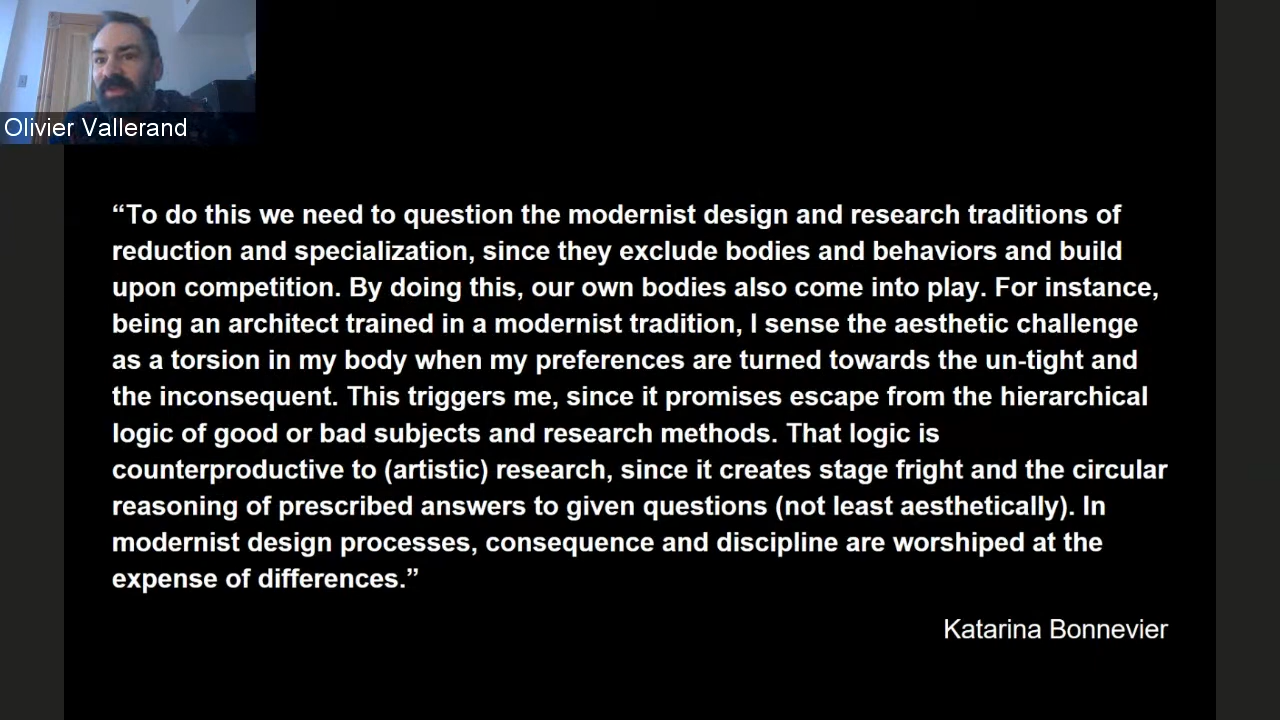 Olivier Vallerand
“To do this we need to question the modernist design and research traditions of
reduction and specialization, since they exclude bodies and behaviors and build
upon competition. By doing this, our own bodies also come into play. For instance,
being an architect trained in a modernist tradition, I sense the aesthetic challenge
as a torsion in my body when my preferences are turned towards the un-tight and
the inconsequent. This triggers me, since it promises escape from the hierarchical
logic of good or bad subjects and research methods. That logic is
counterproductive to (artistic) research, since it creates stage fright and the circular
reasoning of prescribed answers to given questions (not least aesthetically). In
modernist design processes, consequence and discipline are worshiped at the
expense of differences.”
Katarina Bonnevier